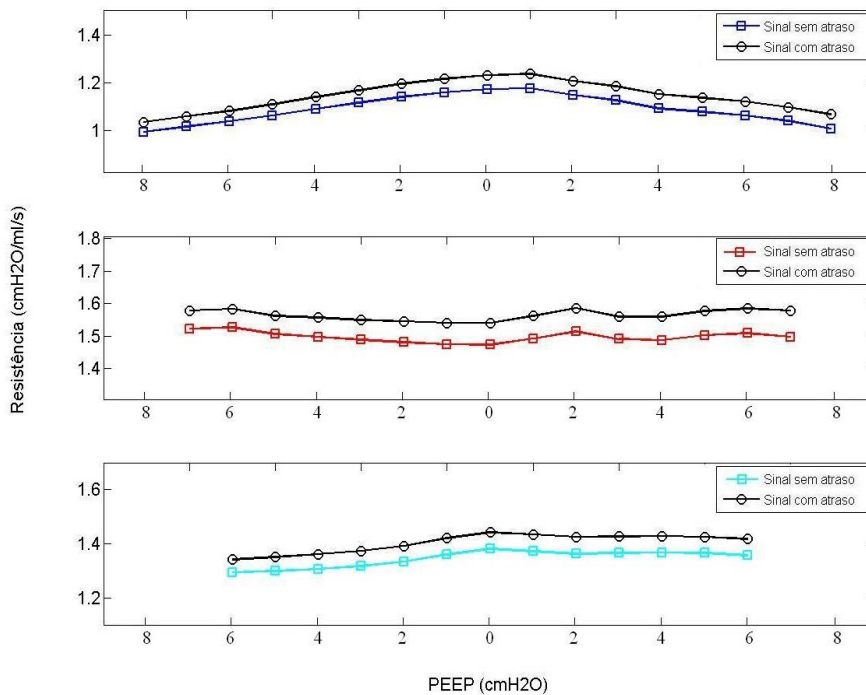 1.4
1.2
1
Sinal sem atraso
Sinal com atraso
8 6 4 2 0 2 4 6 8
Resistência (cmH2O/ml/s)
1.8
1.6
1.5
1.4
Sinal sem atraso
Sinal com atraso
8 6 4 2 0 2 4 6 8
1.6
1.4
1.2
Sinal sem atraso
Sinal com atraso
8 6 4 2 0 2 4 6 8
PEEP (cmH2O)